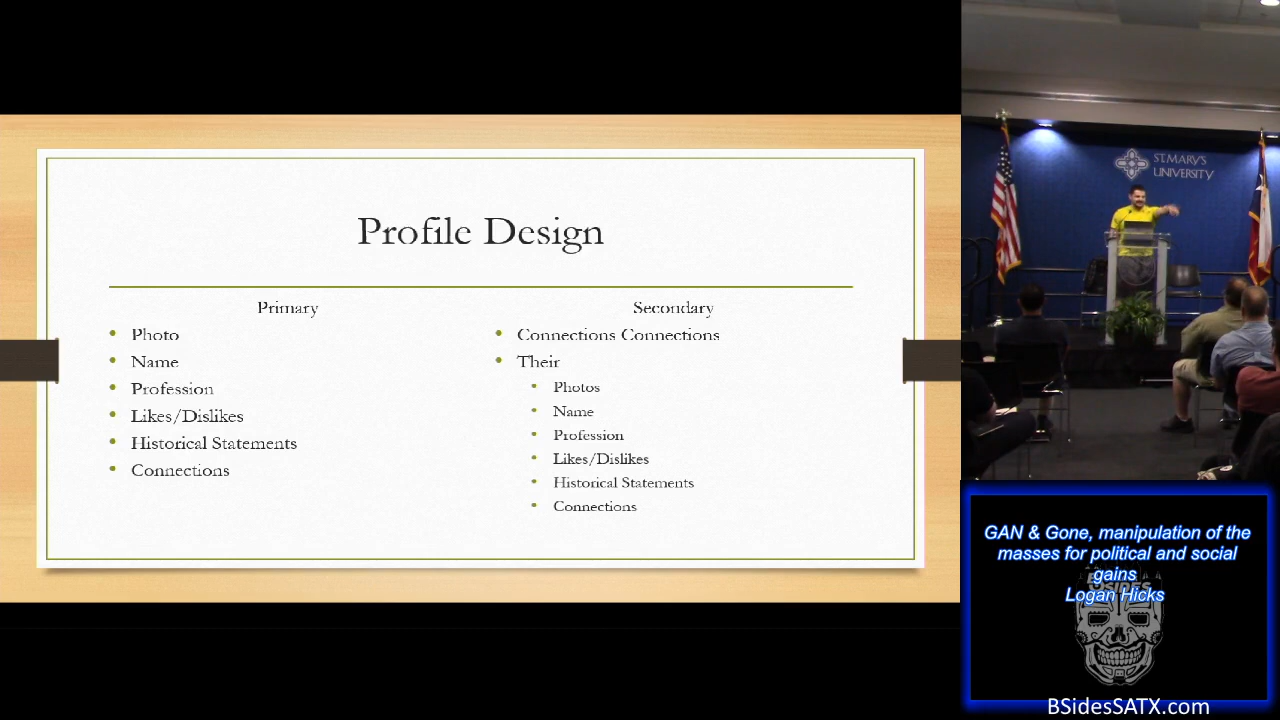 Profile Design
Primary
Photo
Name
Profession
Likes/Dislikes
Historical Statements
Connections
Secondary
Connections Connections
Their
Photos
Name
Profession
Likes/Dislikes
Historical Statements
Connections
ST. MARY'S
UNIVERSITY
GAN & Gone, manipulation of the
masses for political and social
gains
Logan Hicks
BSIDES
BSidesSATX.com